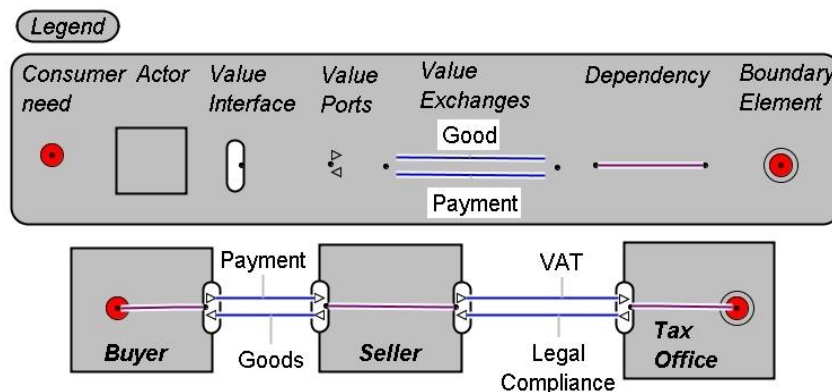 Legend
Consumer need
Actor
Value Interface
Value Ports
Value Exchanges
Dependency
Boundary Element
Good
Payment
Payment
VAT
Goods
Legal Compliance
Buyer
Seller
Tax Office